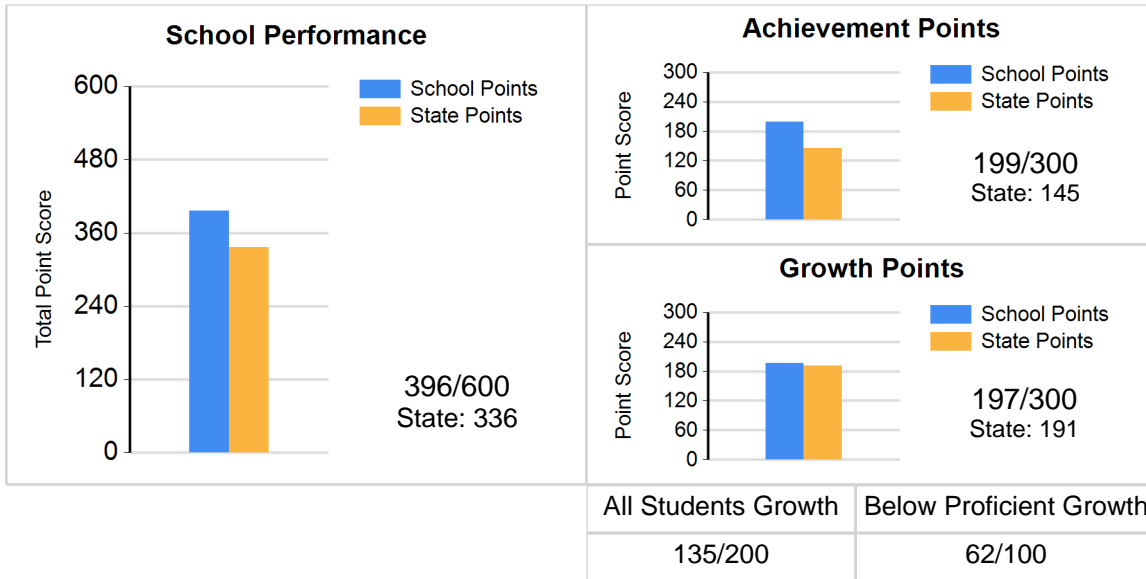 School Performance
600
480
360
240
120
0
Total Point Score
School Points
State Points
396/600
State: 336
Achievement Points
300
240
180
120
60
0
Point Score
School Points
State Points
199/300
State: 145
Growth Points
300
240
180
120
60
0
Point Score
School Points
State Points
197/300
State: 191
All Students Growth
Below Proficient Growth
135/200
62/100